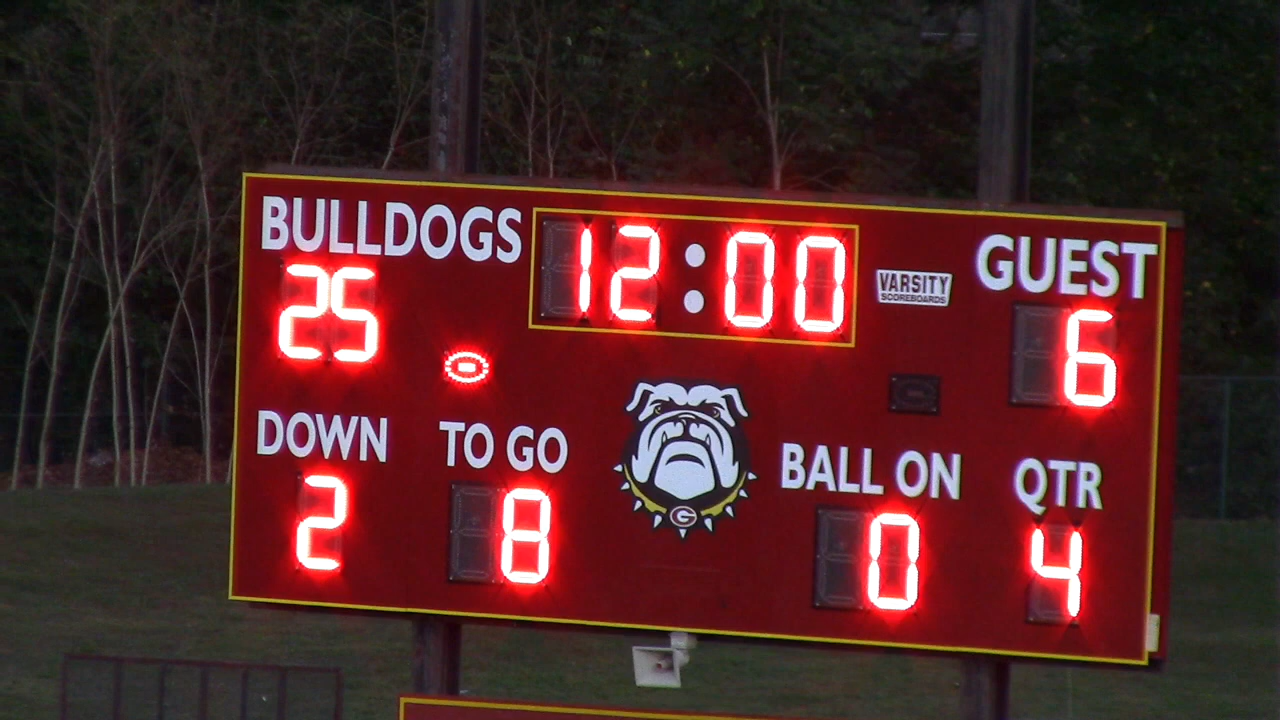 BULLDOGS 12:00 GUEST
VARSITY
SCOREBOARDS
25 6
DOWN TO GO BALL ON QTR
2 8 0 4
G